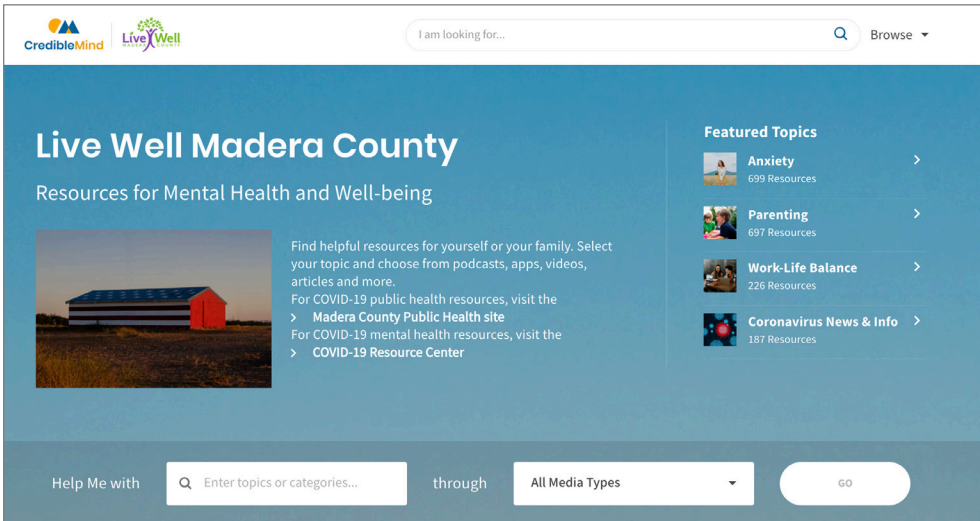 CredibleMind
Live Well
MADERA COUNTY
I am looking for...
Browse
Live Well Madera County
Resources for Mental Health and Well-being
Find helpful resources for yourself or your family. Select
your topic and choose from podcasts, apps, videos,
articles and more.
For COVID-19 public health resources, visit the
> Madera County Public Health site
For COVID-19 mental health resources, visit the
> COVID-19 Resource Center
Featured Topics
Anxiety
699 Resources
Parenting
697 Resources
Work-Life Balance
226 Resources
Coronavirus News & Info
187 Resources
Help Me with
Enter topics or categories...
through
All Media Types
GO